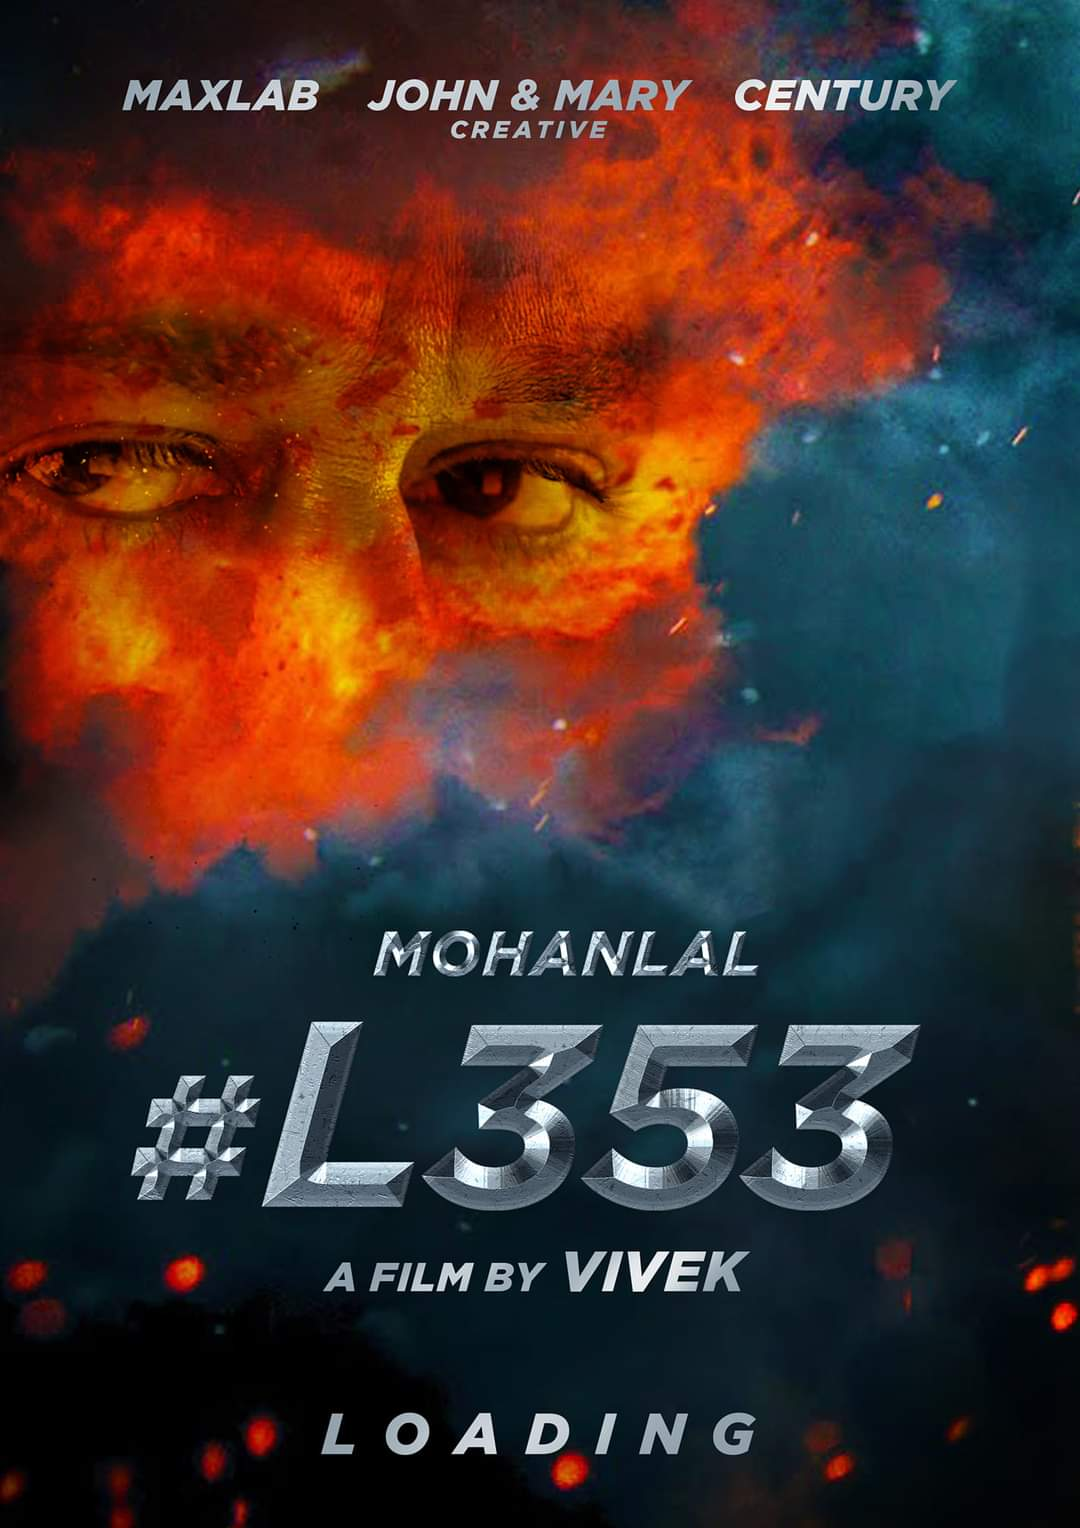 MAXLAB JOHN & MARY CENTURY
CREATIVE
MOHANLAL
#L353
A FILM BY VIVEK
LOADING